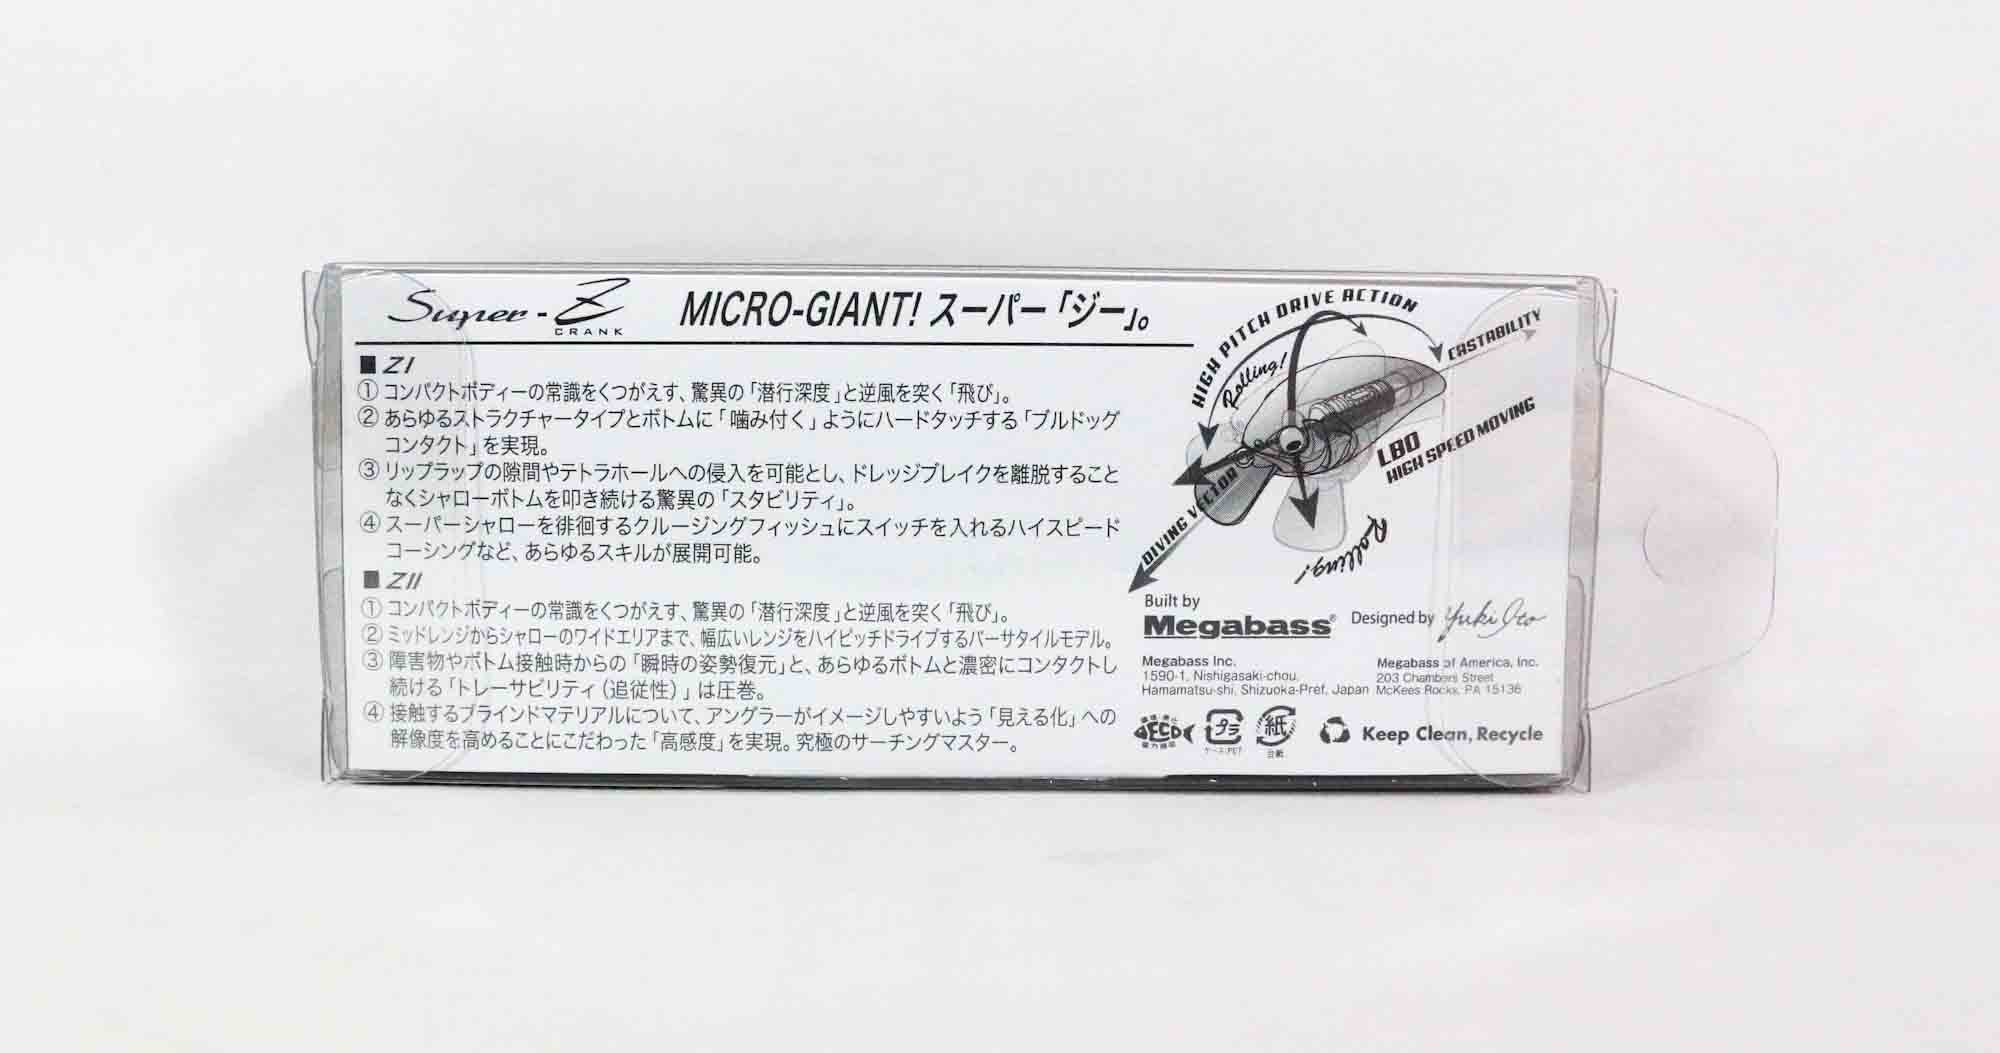 Super-Z
CRANK
MICRO-GIANT! スーパー「ジー」。
■ ZI
① コンパクトボディーの常識をくつがえす、驚異の「潜行深度」と逆風を突く「飛び」。
② あらゆるストラクチャータイプとボトムに「噛み付く」ようにハードタッチする「ブルドッグ
コンタクト」を実現。
③ リップラップの隙間やテトラホールへの侵入を可能とし、ドレッジブレイクを離脱すること
なくシャローボトムを叩き続ける驚異の「スタビリティ」。
④ スーパーシャローを徘徊するクルージングフィッシュにスイッチを入れるハイスピード
コーシングなど、あらゆるスキルが展開可能。
■ ZII
① コンパクトボディーの常識をくつがえす、驚異の「潜行深度」と逆風を突く「飛び」。
② ミッドレンジからシャローのワイドエリアまで、幅広いレンジをハイピッチドライブするバーサタイルモデル。
③ 障害物やボトム接触時からの「瞬時の姿勢復元」と、あらゆるボトムと濃密にコンタクトし
続ける「トレーサビリティ(追従性)」は圧巻。
④ 接触するブラインドマテリアルについて、アングラーがイメージしやすいよう「見える化」への
解像度を高めることにこだわった「高感度」を実現。究極のサーチングマスター。
HIGH PITCH DRIVE ACTION
Rolling!
CASTABILITY
LBO
HIGH SPEED MOVING
DIVING VECTOR
Rolling!
Built by
Megabass®
Designed by Yuki Ito
Megabass Inc.
1590-1, Nishigasaki-chou,
Hamamatsu-shi, Shizuoka-Pref, Japan
Megabass of America, Inc.
203 Chambers Street
McKees Rocks, PA 15136
ECO
プラ
ケース:PET
紙
台紙
Keep Clean, Recycle